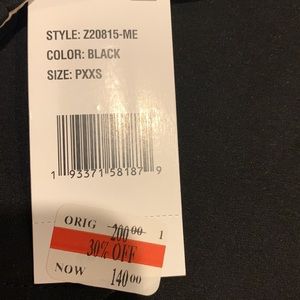 STYLE: Z20815-ME
COLOR: BLACK
SIZE: PXXS
1 93371 58187 9
ORIG 200.00 1
30% OFF
NOW 140.00